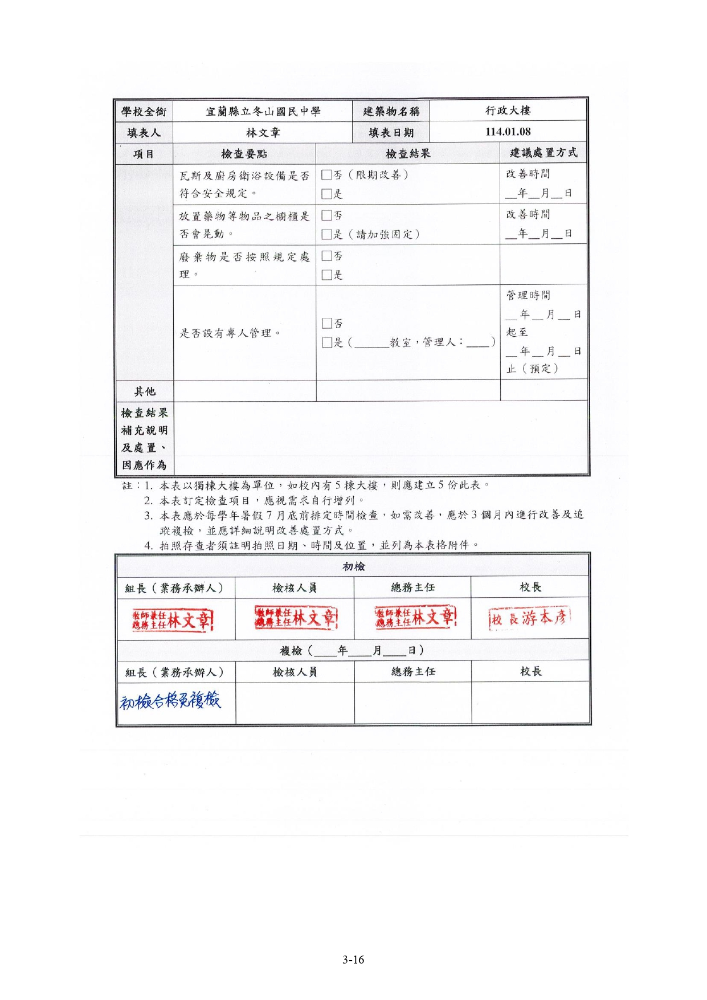 學校全銜 宜蘭縣立冬山國民中學 建築物名稱 行政大樓
填表人 林文章 填表日期 114.01.08
項目 檢查要點 檢查結果 建議處置方式
瓦斯及廚房衛浴設備是否符合安全規定。 □否（限期改善） 改善時間
□是 __年__月__日
放置藥物等物品之櫥櫃是否會晃動。 □否 改善時間
□是（請加強固定） __年__月__日
廢棄物是否按照規定處理。 □否
□是
是否設有專人管理。 □否
□是（______教室，管理人：____）
管理時間
__年__月__日
起至
__年__月__日
止（預定）
其他
檢查結果
補充說明
及處置、
因應作為
註：1. 本表以獨棟大樓為單位，如校內有5棟大樓，則應建立5份此表。
2. 本表訂定檢查項目，應視需求自行增列。
3. 本表應於每學年暑假7月底前排定時間檢查，如需改善，應於3個月內進行改善及追
蹤複檢，並應詳細說明改善處置方式。
4. 拍照存查者須註明拍照日期、時間及位置，並列為本表格附件。
初檢
組長（業務承辦人） 檢核人員 總務主任 校長
教師兼任總務主任林文章 教師兼任總務主任林文章 教師兼任總務主任林文章 校長游本彥
複檢（____年____月____日）
組長（業務承辦人） 檢核人員 總務主任 校長
初檢合格免複檢
3-16